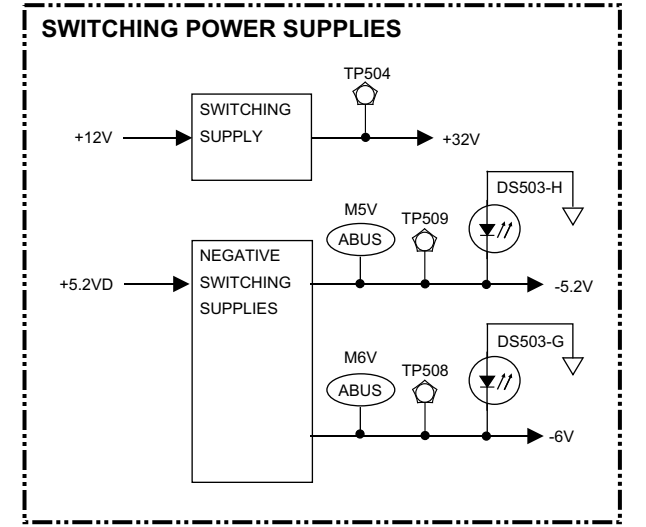 SWITCHING POWER SUPPLIES
TP504
SWITCHING
SUPPLY
+12V
+32V
DS503-H
M5V
TP509
ABUS
NEGATIVE
SWITCHING
SUPPLIES
+5.2VD
-5.2V
DS503-G
M6V
TP508
ABUS
-6V